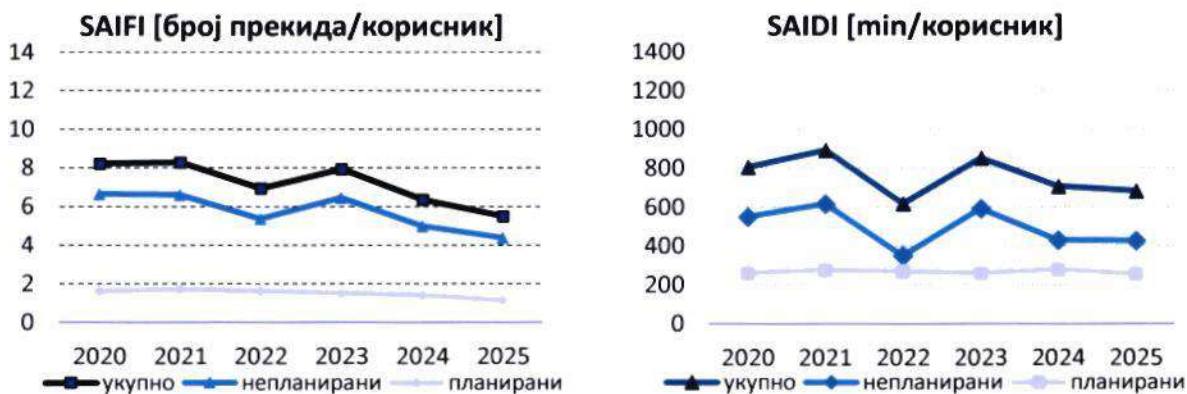 SAIFI [број прекида/корисник]
14
12
10
8
6
4
2
0
2020 2021 2022 2023 2024 2025
укупно непланирани планирани
SAIDI [min/корисник]
1400
1200
1000
800
600
400
200
0
2020 2021 2022 2023 2024 2025
укупно непланирани планирани